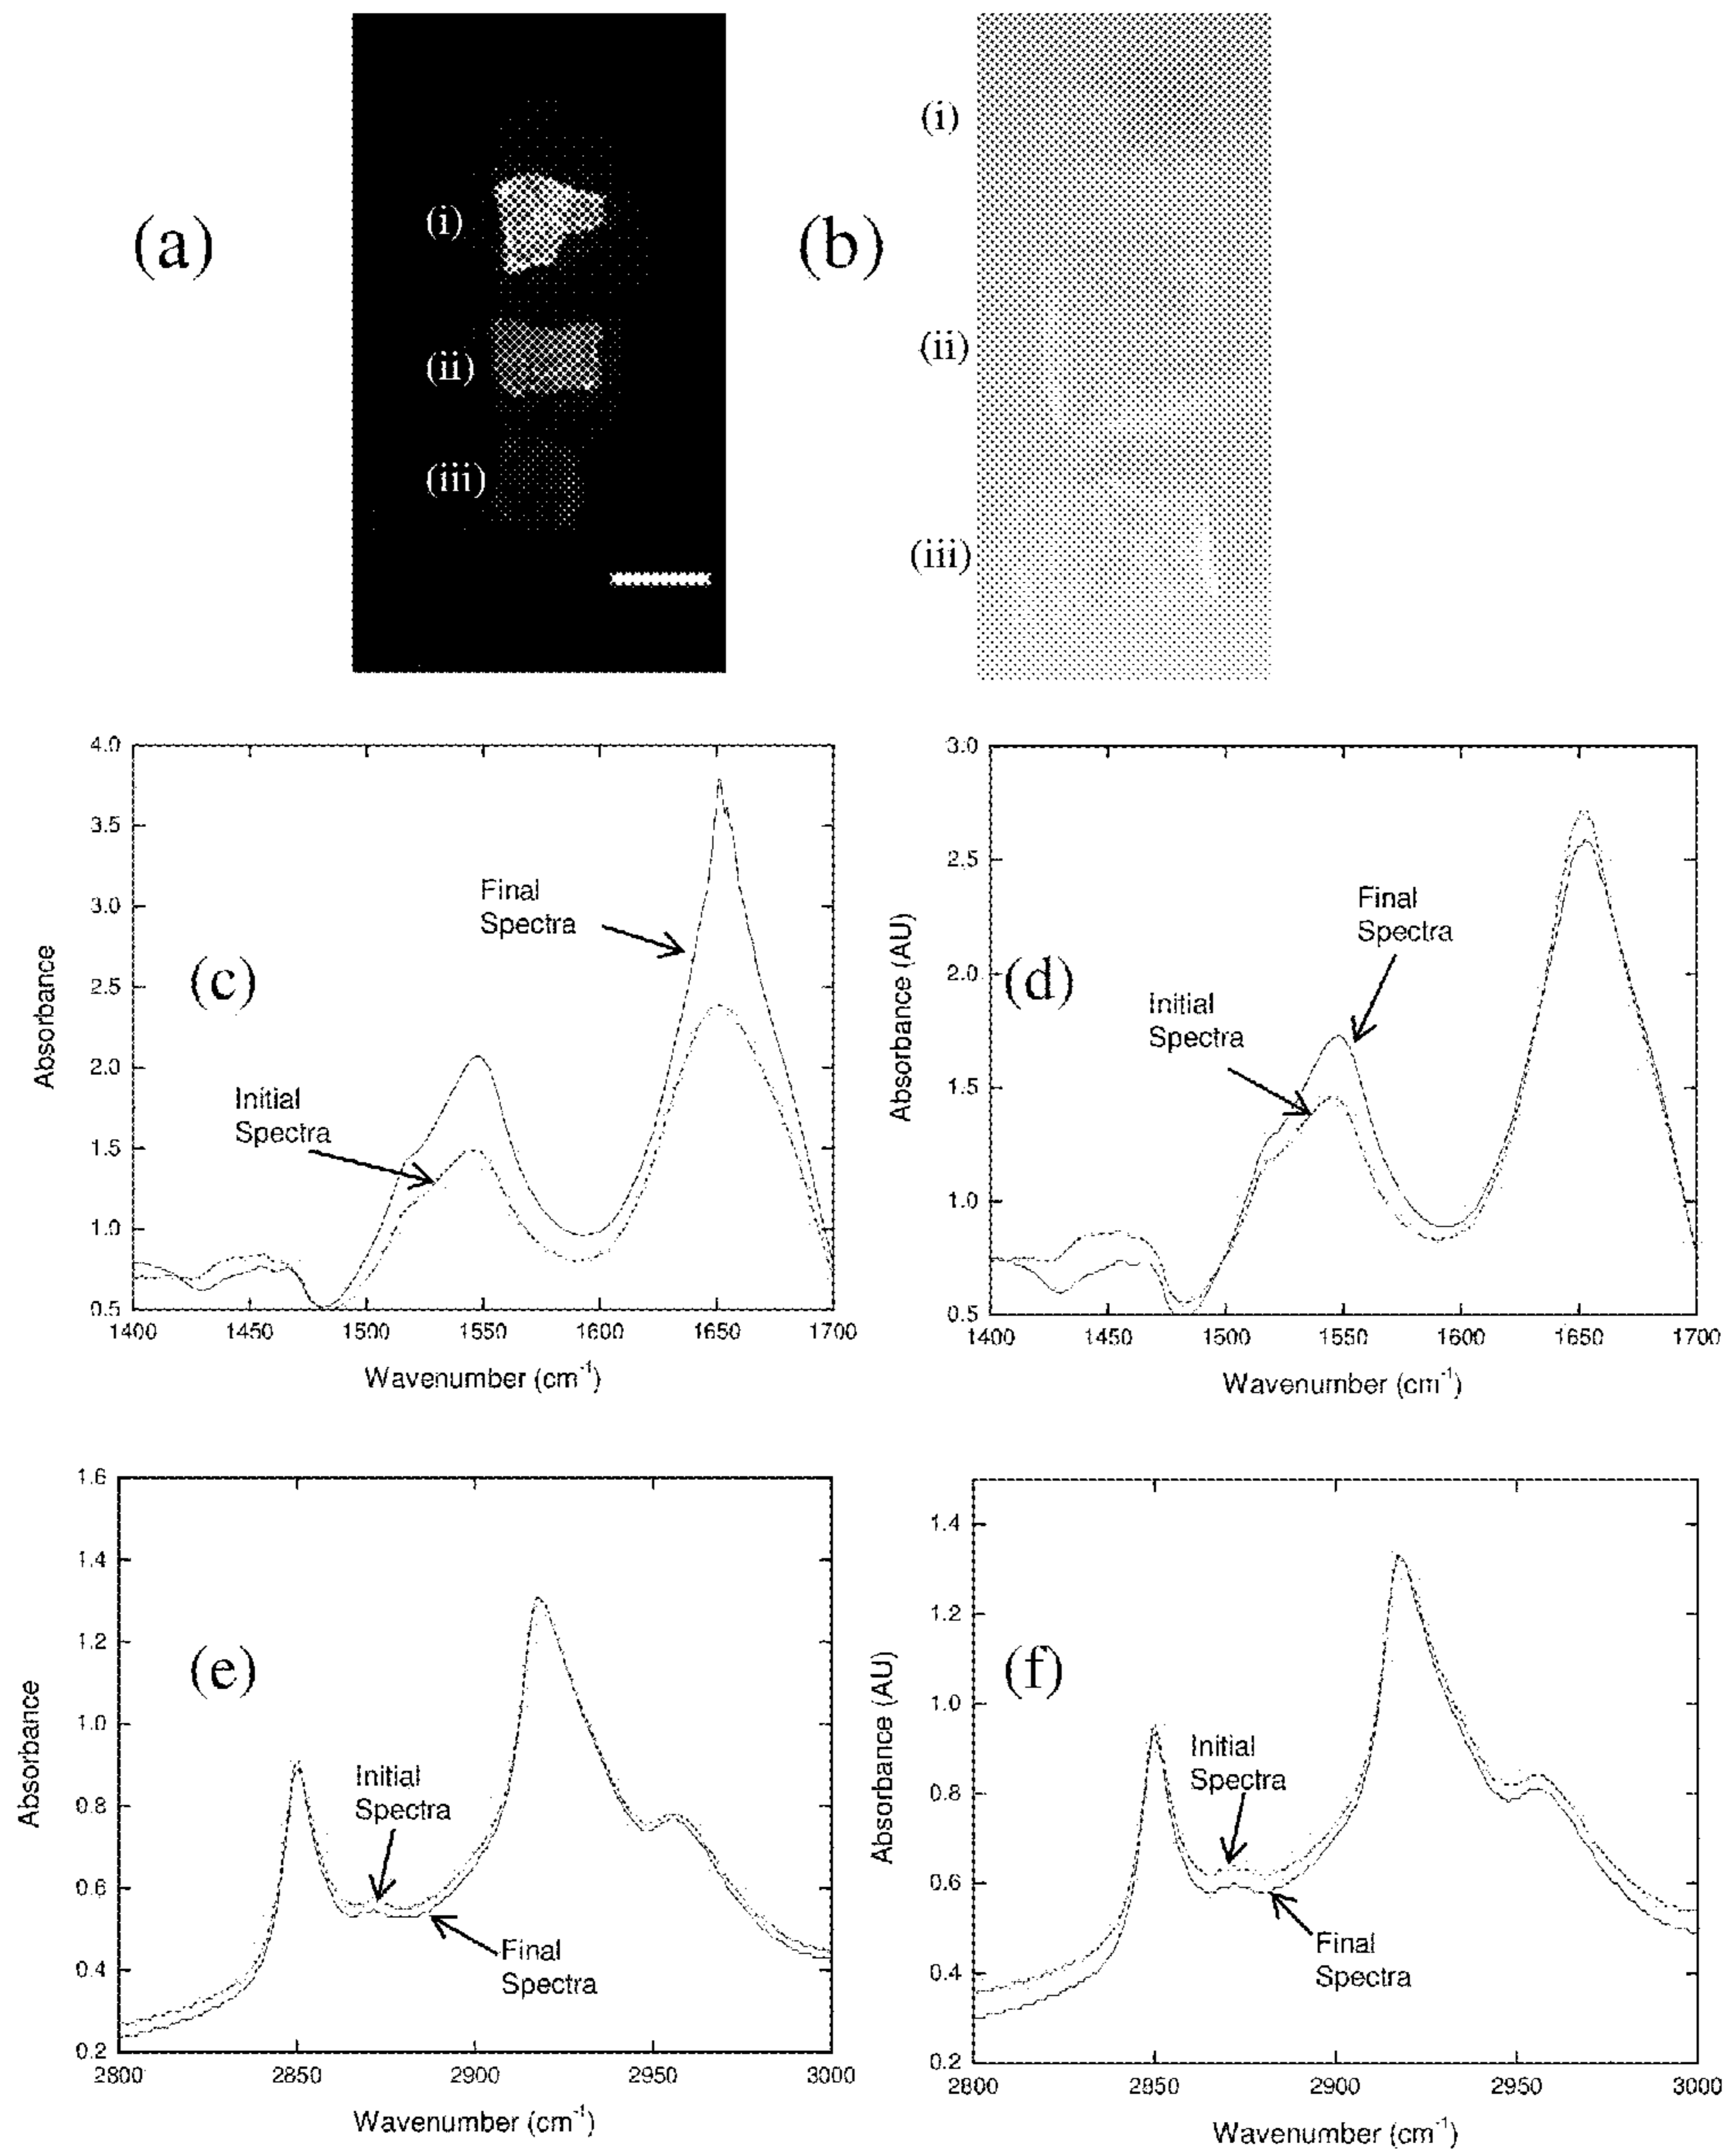 (a)
(i)
(ii)
(iii)
(b)
(i)
(ii)
(iii)
(c)
Absorbance
4.0
3.5
3.0
2.5
2.0
1.5
1.0
0.5
Final
Spectra
Initial
Spectra
1400 1450 1500 1550 1600 1650 1700
Wavenumber (cm⁻¹)
(d)
Absorbance (AU)
3.0
2.5
2.0
1.5
1.0
0.5
Final
Spectra
Initial
Spectra
1400 1450 1500 1550 1600 1650 1700
Wavenumber (cm⁻¹)
(e)
Absorbance
1.6
1.4
1.2
1.0
0.8
0.6
0.4
0.2
Initial
Spectra
Final
Spectra
2800 2850 2900 2950 3000
Wavenumber (cm⁻¹)
(f)
Absorbance (AU)
1.4
1.2
1.0
0.8
0.6
0.4
0.2
Initial
Spectra
Final
Spectra
2800 2850 2900 2950 3000
Wavenumber (cm⁻¹)